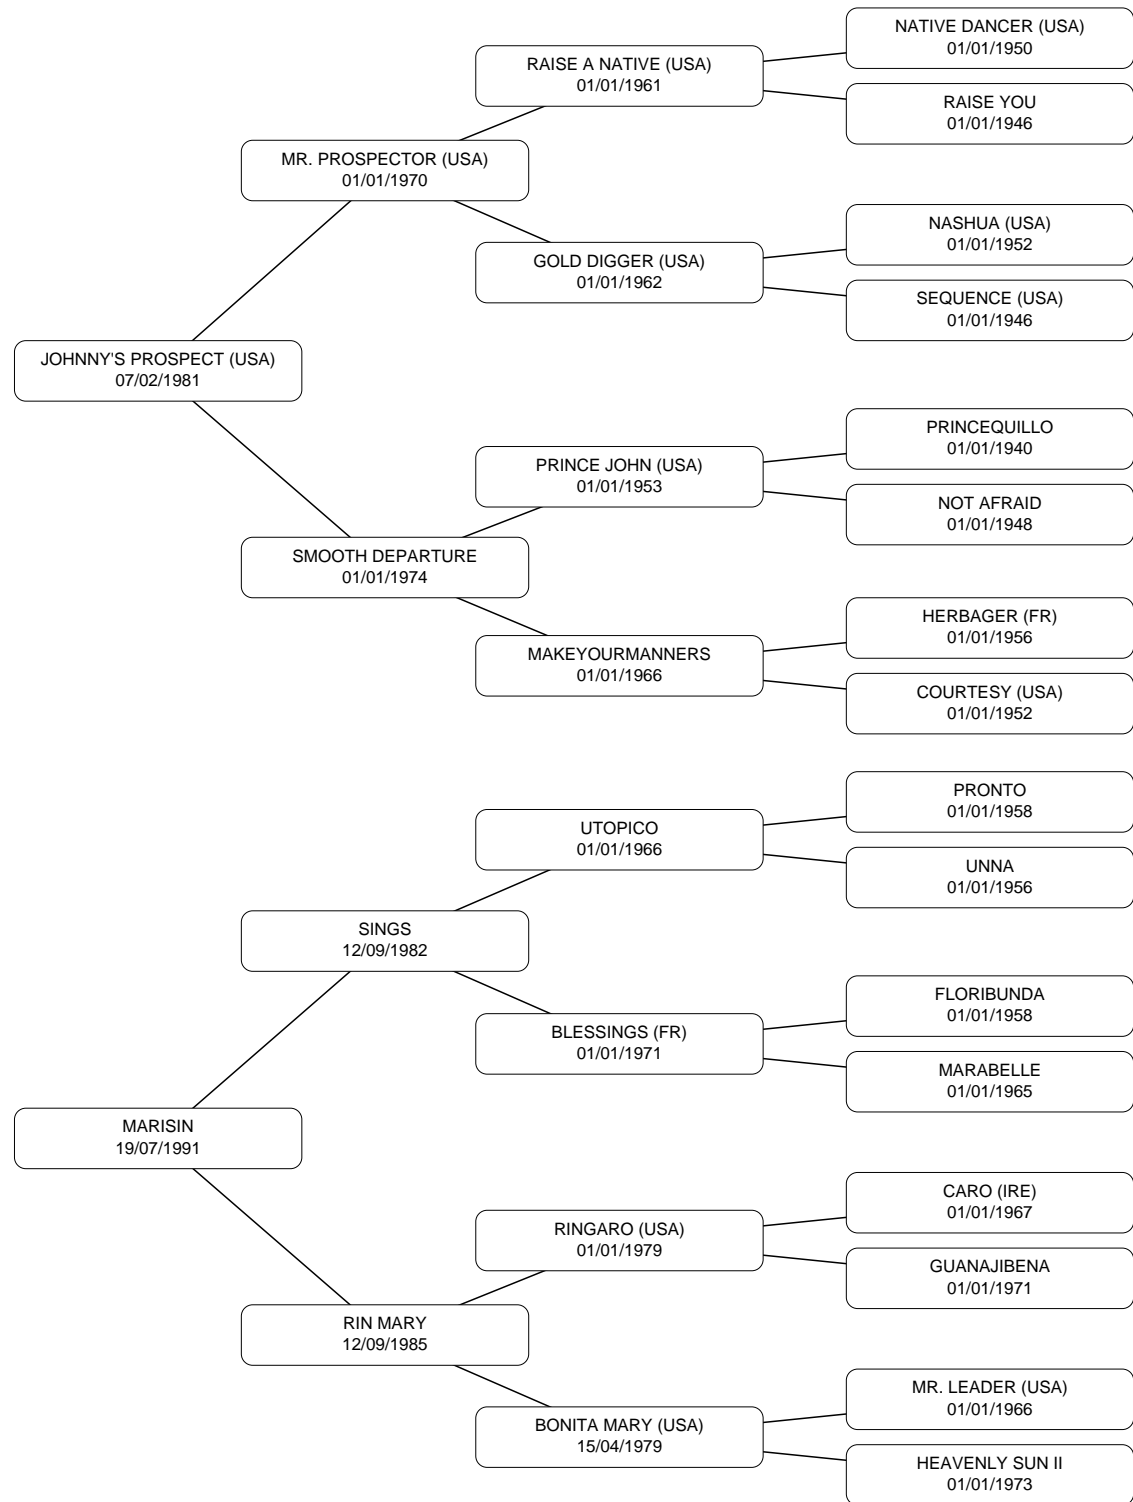 NATIVE DANCER (USA)
01/01/1950
RAISE A NATIVE (USA)
01/01/1961
RAISE YOU
01/01/1946
MR. PROSPECTOR (USA)
01/01/1970
NASHUA (USA)
01/01/1952
GOLD DIGGER (USA)
01/01/1962
SEQUENCE (USA)
01/01/1946
JOHNNY'S PROSPECT (USA)
07/02/1981
PRINCEQUILLO
01/01/1940
PRINCE JOHN (USA)
01/01/1953
NOT AFRAID
01/01/1948
SMOOTH DEPARTURE
01/01/1974
HERBAGER (FR)
01/01/1956
MAKEYOURMANNERS
01/01/1966
COURTESY (USA)
01/01/1952
PRONTO
01/01/1958
UTOPICO
01/01/1966
UNNA
01/01/1956
SINGS
12/09/1982
FLORIBUNDA
01/01/1958
BLESSINGS (FR)
01/01/1971
MARABELLE
01/01/1965
MARISIN
19/07/1991
CARO (IRE)
01/01/1967
RINGARO (USA)
01/01/1979
GUANAJIBENA
01/01/1971
RIN MARY
12/09/1985
MR. LEADER (USA)
01/01/1966
BONITA MARY (USA)
15/04/1979
HEAVENLY SUN II
01/01/1973